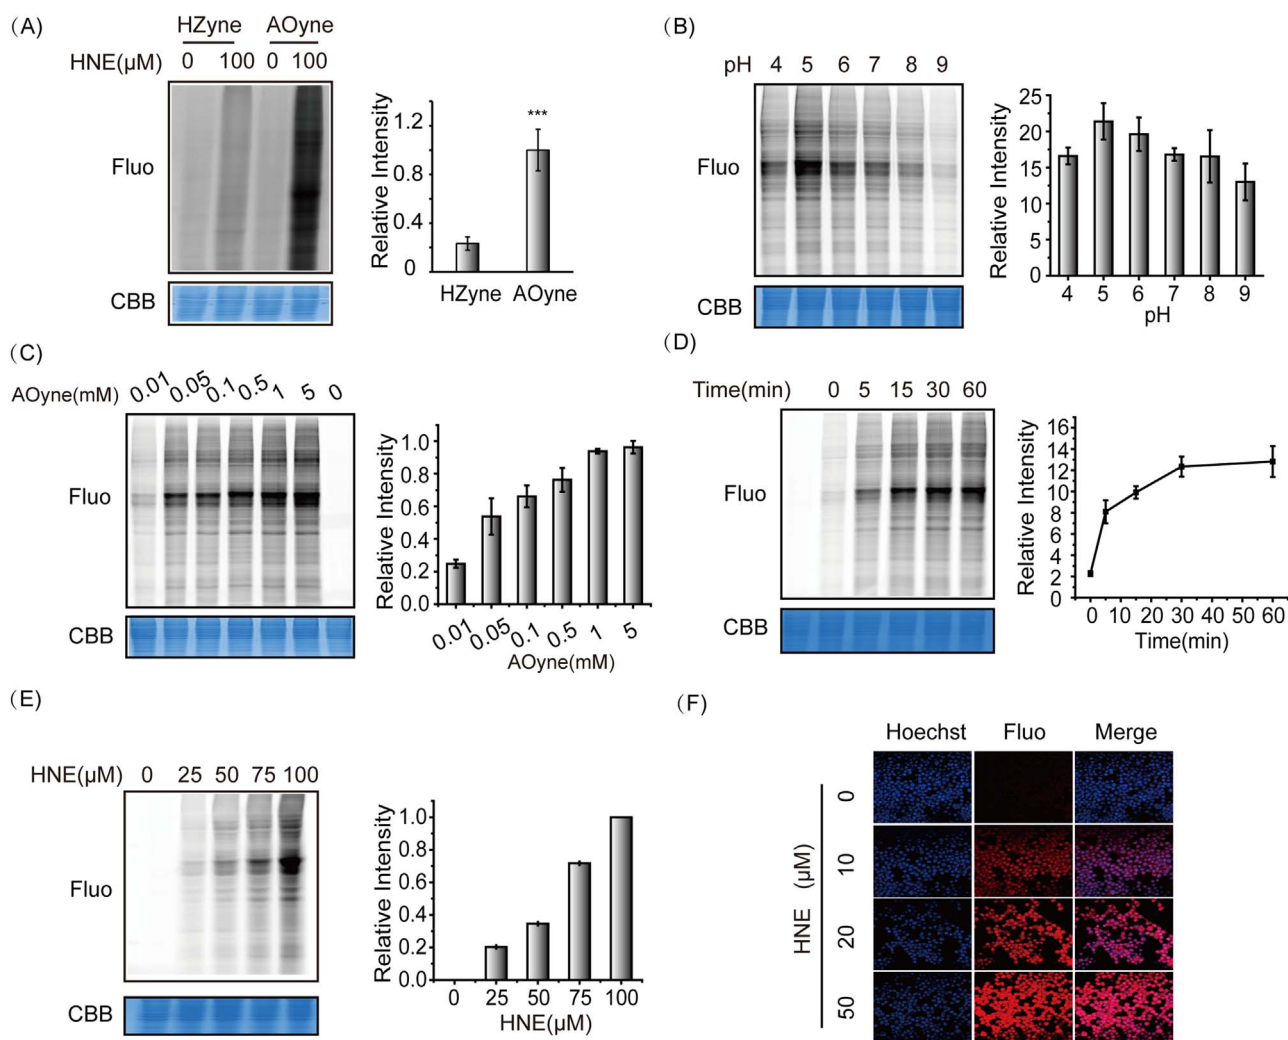 (A)
HZyne AOyne
HNE(μM) 0 100 0 100
Fluo
CBB
Relative Intensity
1.2
0.8
0.4
0
HZyne AOyne
***
(B)
pH 4 5 6 7 8 9
Fluo
CBB
Relative Intensity
25
20
15
10
5
0
4 5 6 7 8 9
pH
(C)
AOyne(mM) 0.01 0.05 0.1 0.5 1 5 0
Fluo
CBB
Relative Intensity
1.0
0.8
0.6
0.4
0.2
0.0
0.01 0.05 0.1 0.5 1 5
AOyne(mM)
(D)
Time(min) 0 5 15 30 60
Fluo
CBB
Relative Intensity
16
14
12
10
8
6
4
2
0
0 10 20 30 40 50 60
Time(min)
(E)
HNE(μM) 0 25 50 75 100
Fluo
CBB
Relative Intensity
1.0
0.8
0.6
0.4
0.2
0.0
0 25 50 75 100
HNE(μM)
(F)
Hoechst Fluo Merge
HNE (μM)
0
10
20
50